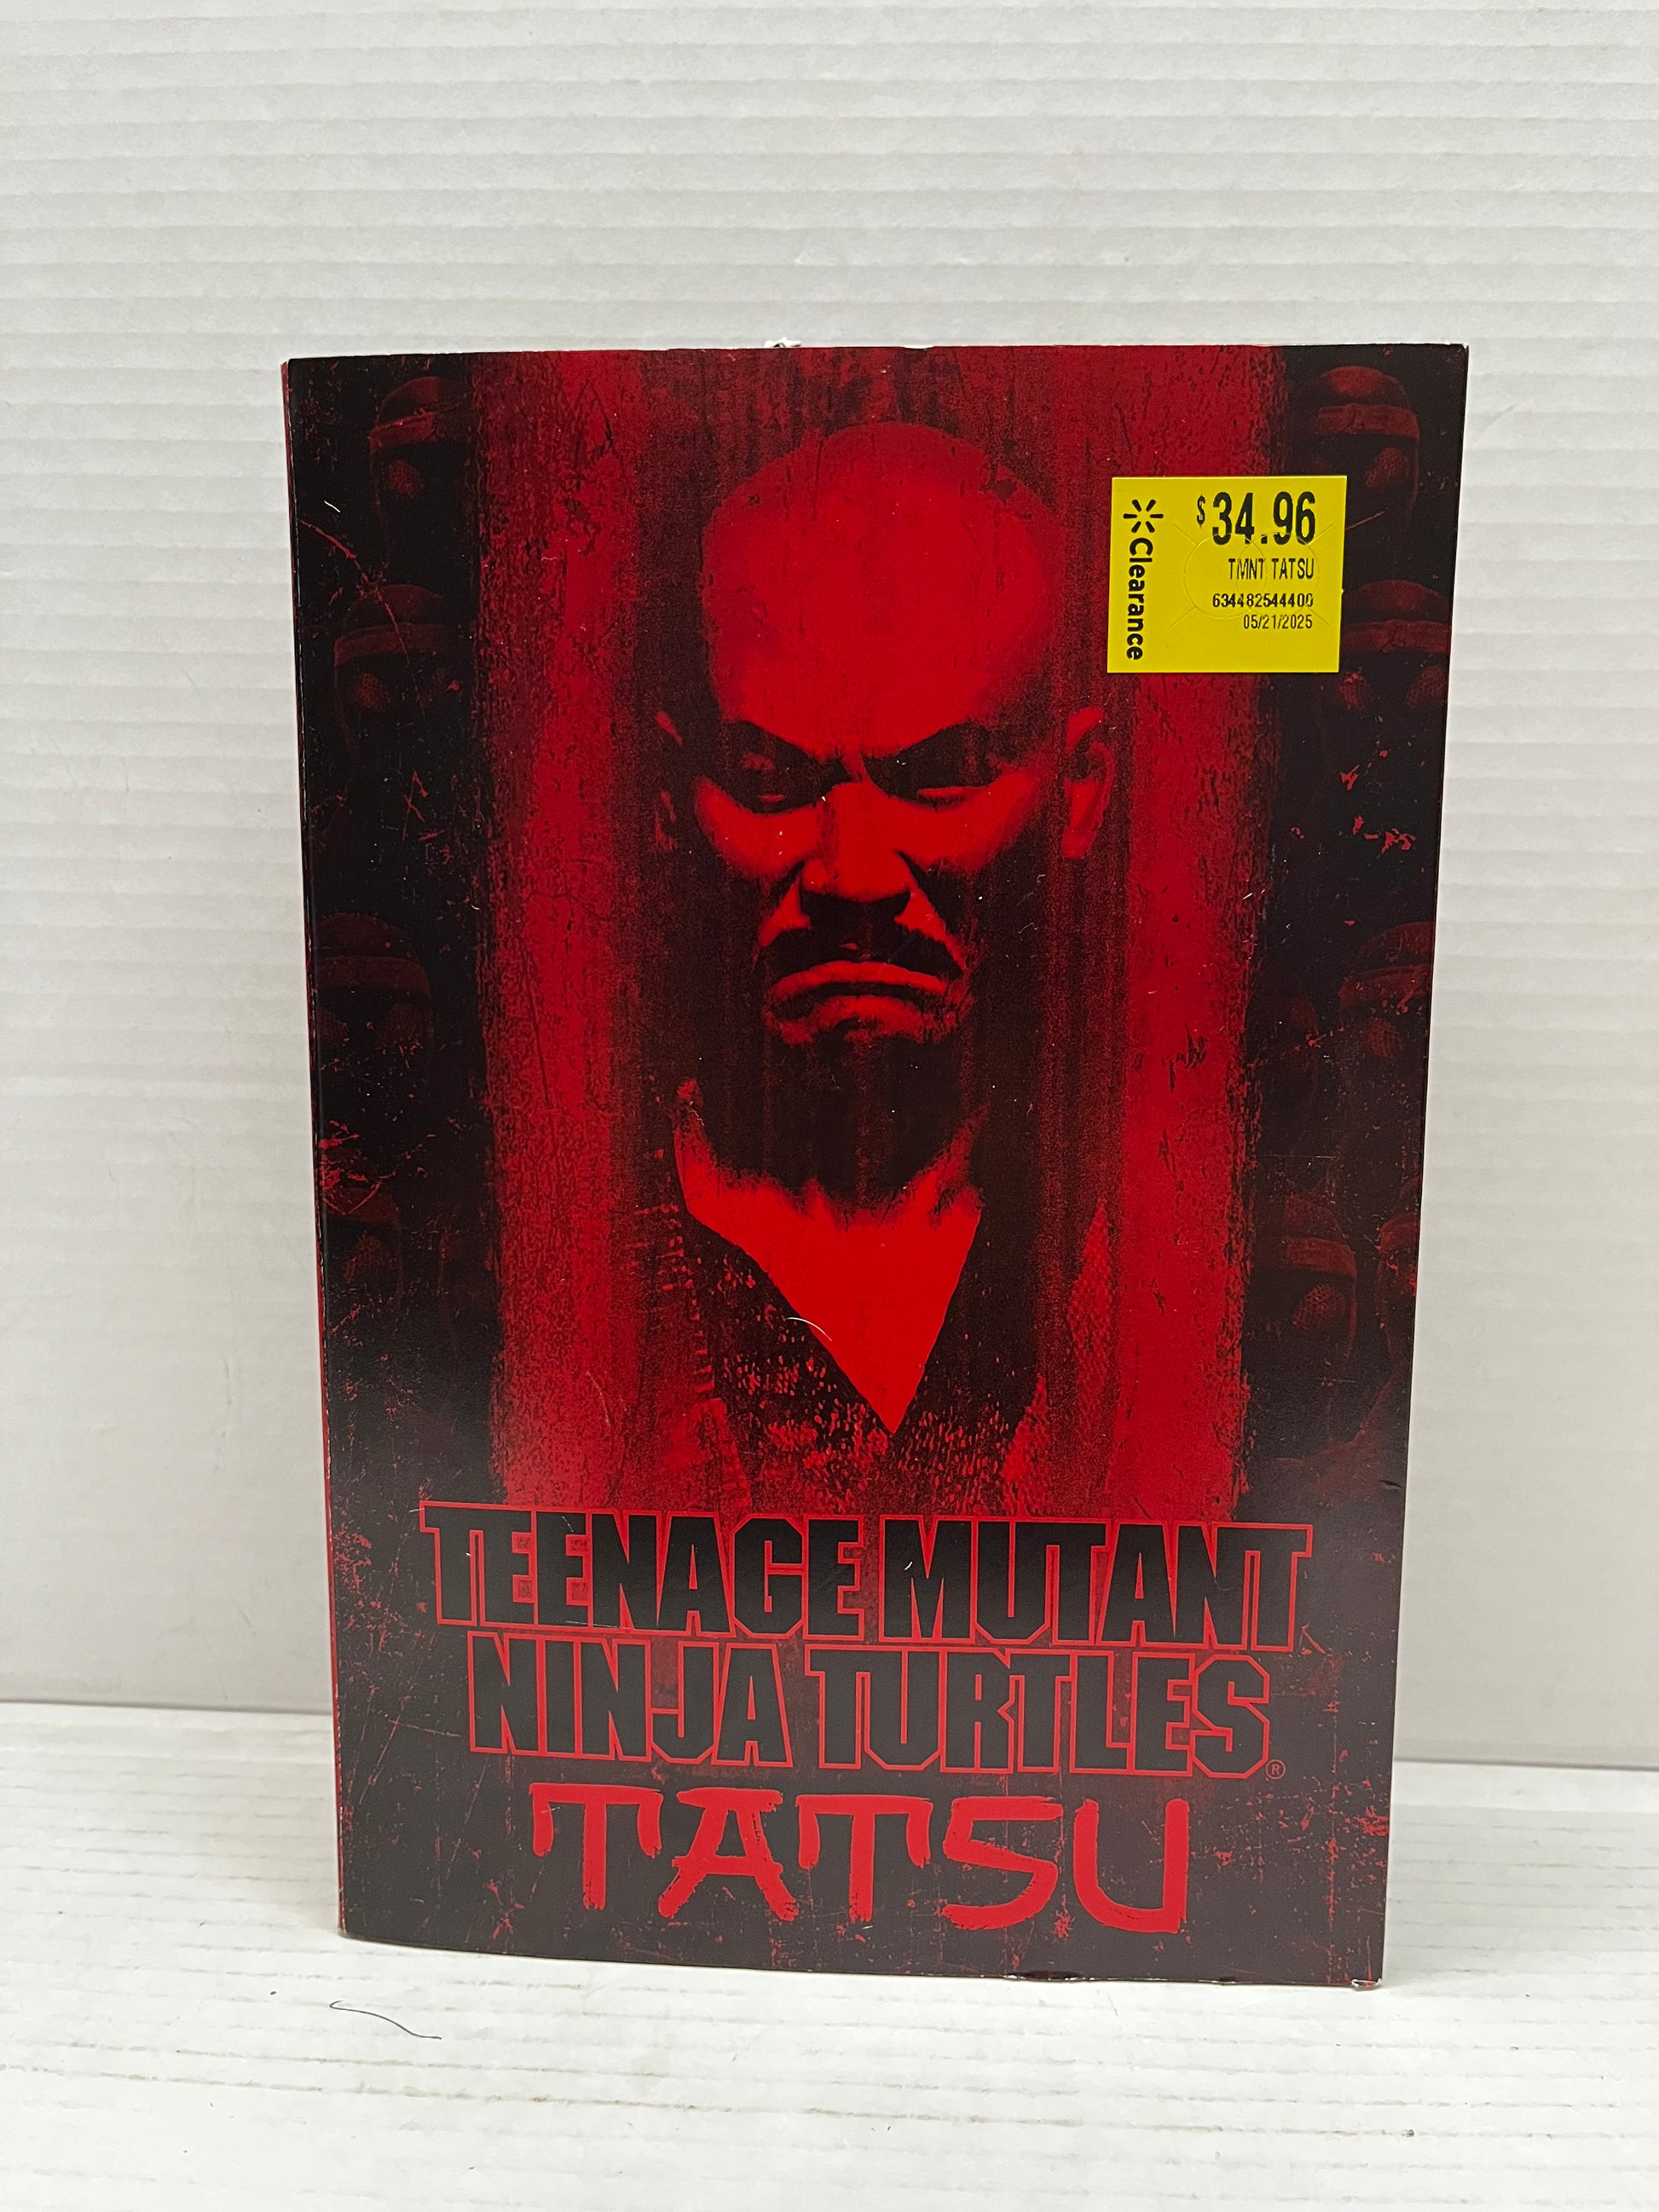 $34.96
TMNT TATSU
634482544400
05/21/2025
Clearance
TEENAGE MUTANT
NINJA TURTLES®
TATSU